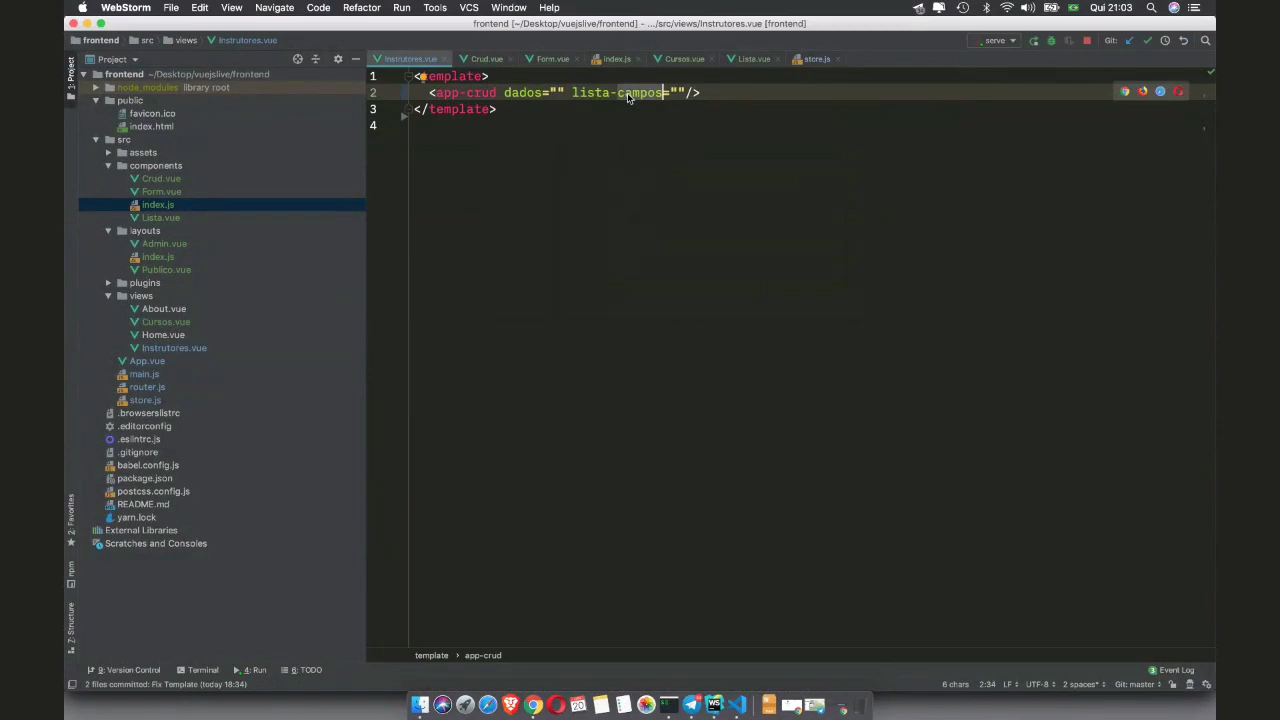 WebStorm File Edit View Navigate Code Refactor Run Tools VCS Window Help Qui 21:03
frontend [~/Desktop/vuejslive/frontend] - .../src/views/Instrutores.vue [frontend]
frontend src views Instrutores.vue serve Git:
Project Instrutores.vue Crud.vue Form.vue index.js Cursos.vue Lista.vue store.js
1: Project
frontend ~/Desktop/vuejslive/frontend
node_modules library root
public
favicon.ico
index.html
src
assets
components
Crud.vue
Form.vue
index.js
Lista.vue
layouts
Admin.vue
index.js
Publico.vue
plugins
views
About.vue
Cursos.vue
Home.vue
Instrutores.vue
App.vue
main.js
router.js
store.js
.browserslistrc
.editorconfig
.eslintrc.js
.gitignore
babel.config.js
package.json
postcss.config.js
README.md
yarn.lock
External Libraries
Scratches and Consoles
2: Favorites
npm
Z: Structure
1 <template>
2 <app-crud dados="" lista-campos=""/>
3 </template>
4
template > app-crud
9: Version Control Terminal 4: Run 6: TODO 3 Event Log
2 files committed: Fix Template (today 18:34) 6 chars 2:34 LF UTF-8 2 spaces* Git: master